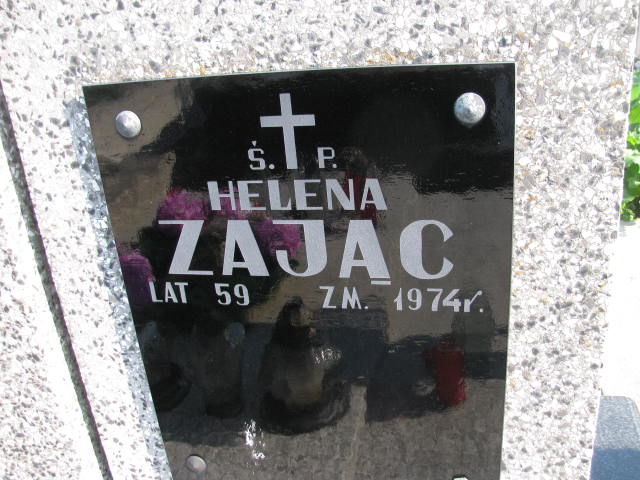 Ś. P.
HELENA
ZAJĄC
LAT 59 ZM. 1974r.